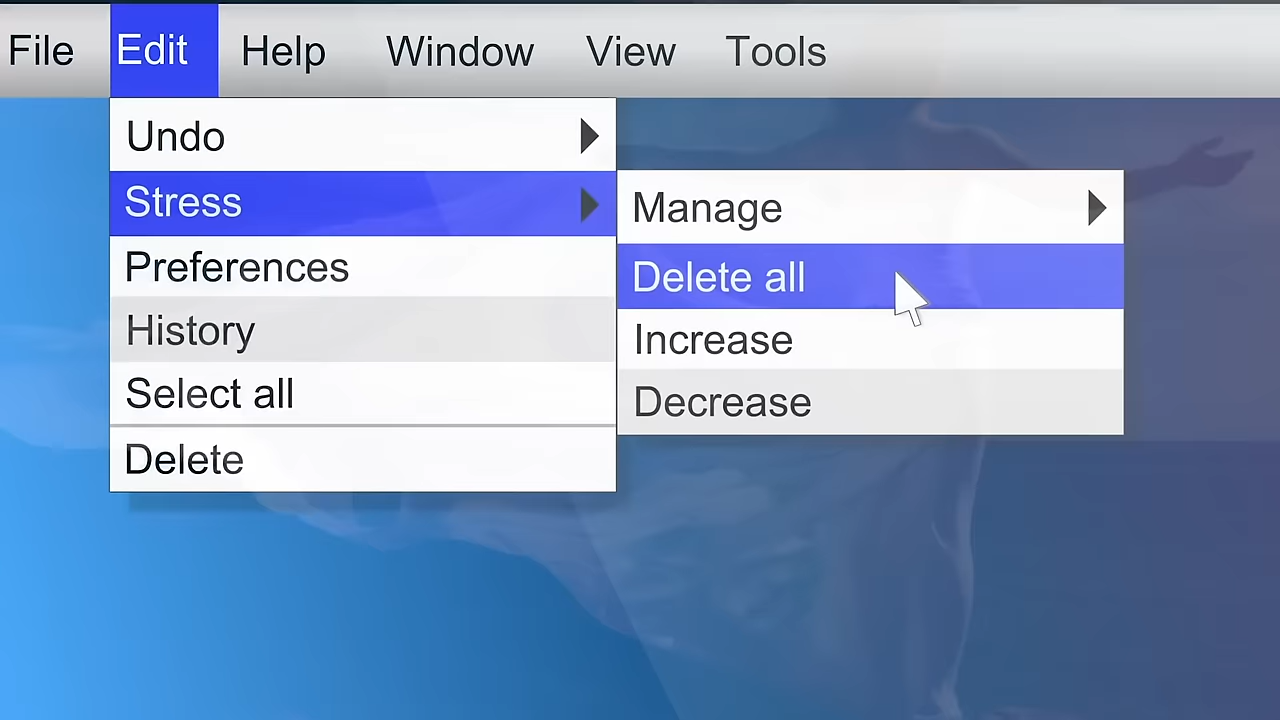 File Edit Help Window View Tools
Undo
Stress
Preferences
History
Select all
Delete
Manage
Delete all
Increase
Decrease